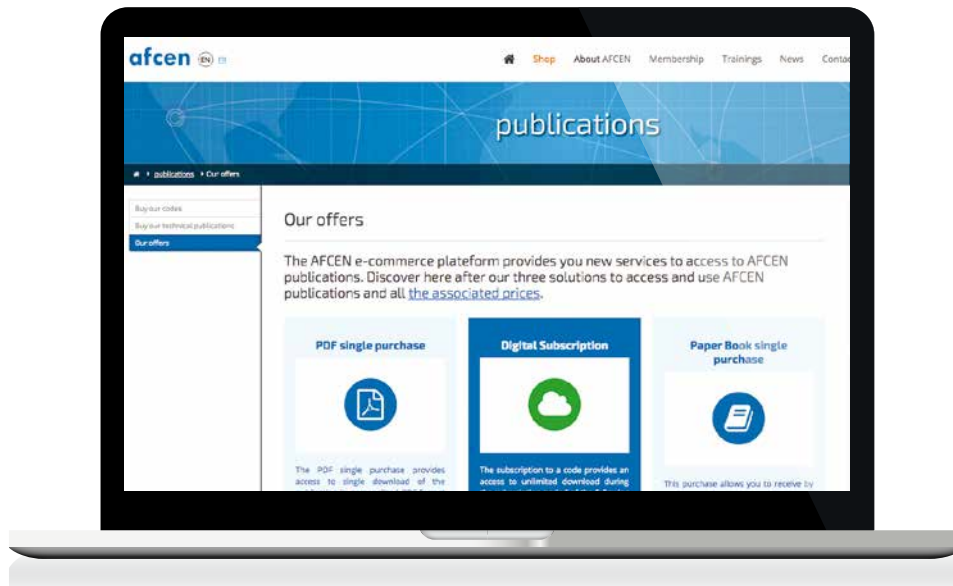 afcen EN
Shop About AFCEN Membership Trainings News Contac
publications
publications Our offers
Buy our codes
Buy our technical publications
Our offers
Our offers
The AFCEN e-commerce plateform provides you new services to access to AFCEN
publications. Discover here after our three solutions to access and use AFCEN
publications and all the associated prices.
PDF single purchase
Digital Subscription
Paper Book single
purchase
The PDF single purchase provides
access to single download of the
The subscription to a code provides an
access to unlimited download during
This purchase allows you to receive by